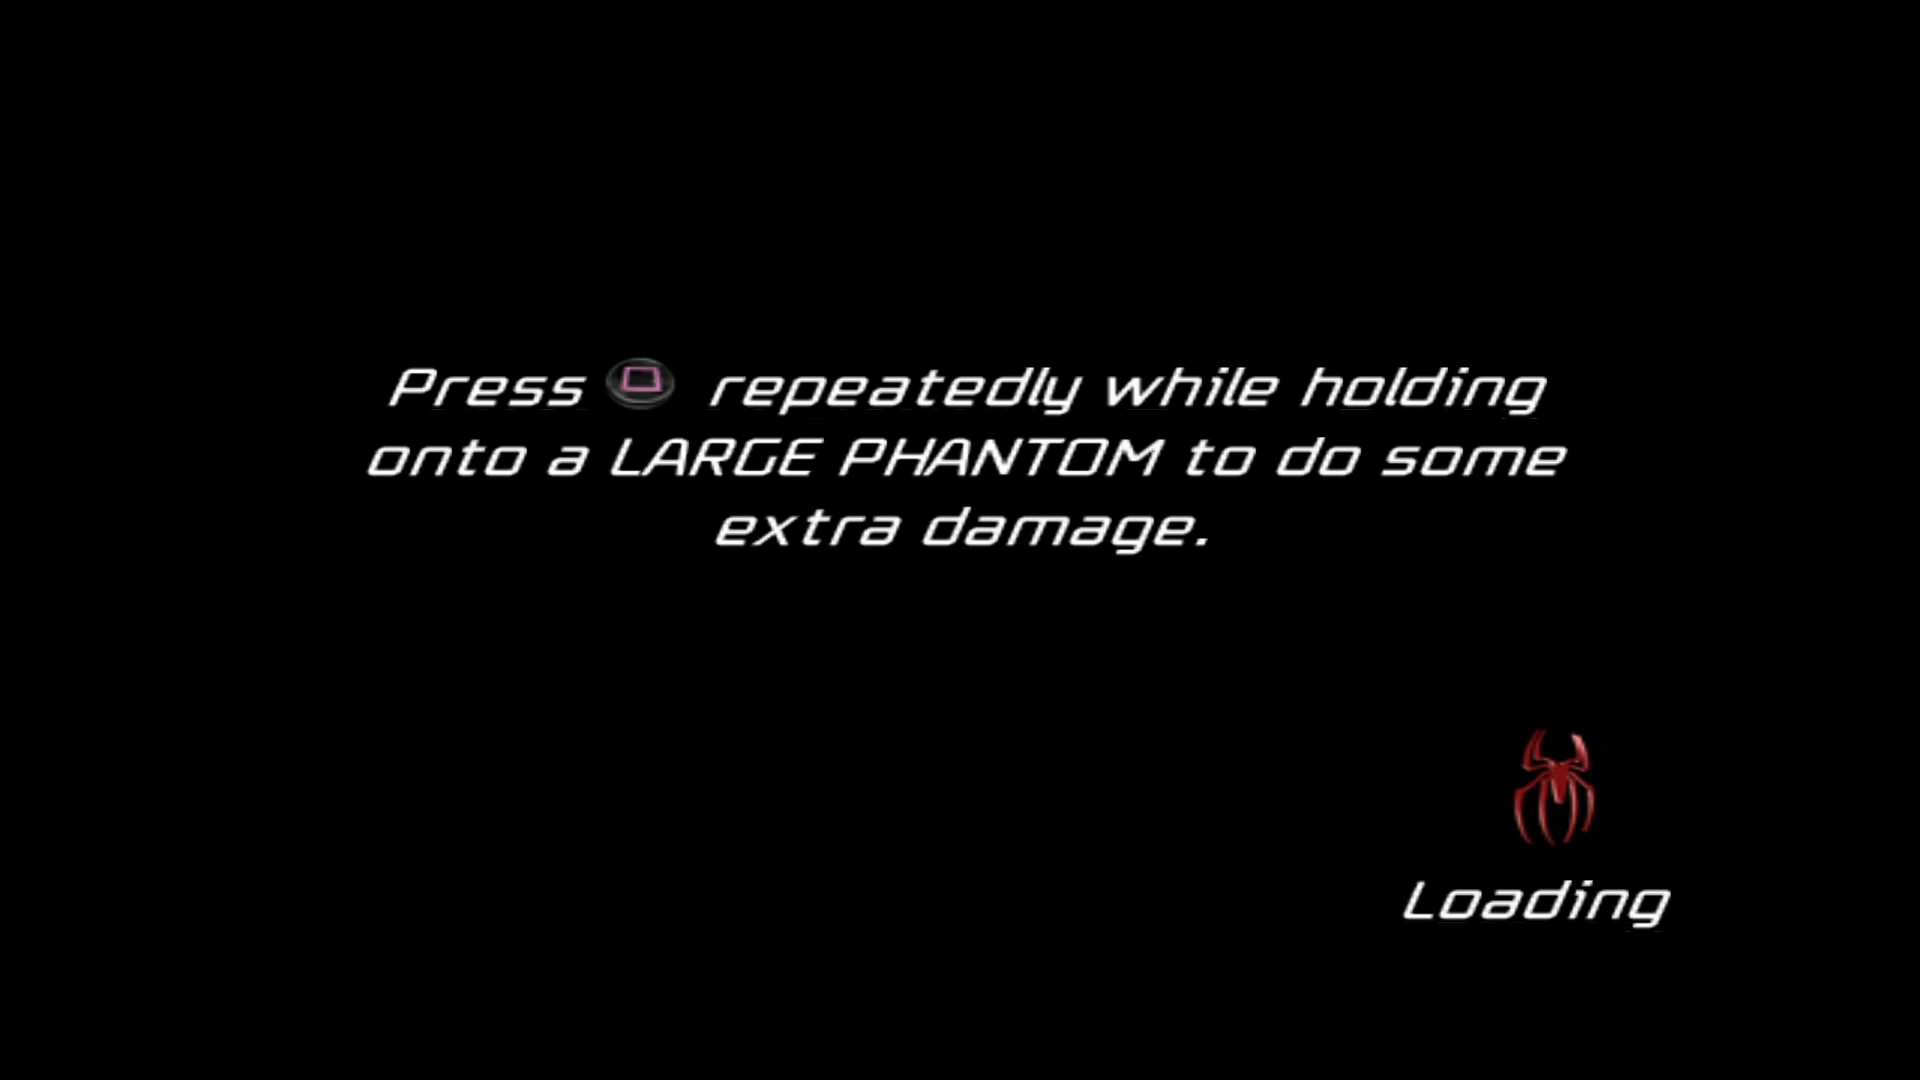 Press repeatedly while holding
onto a LARGE PHANTOM to do some
extra damage.
Loading